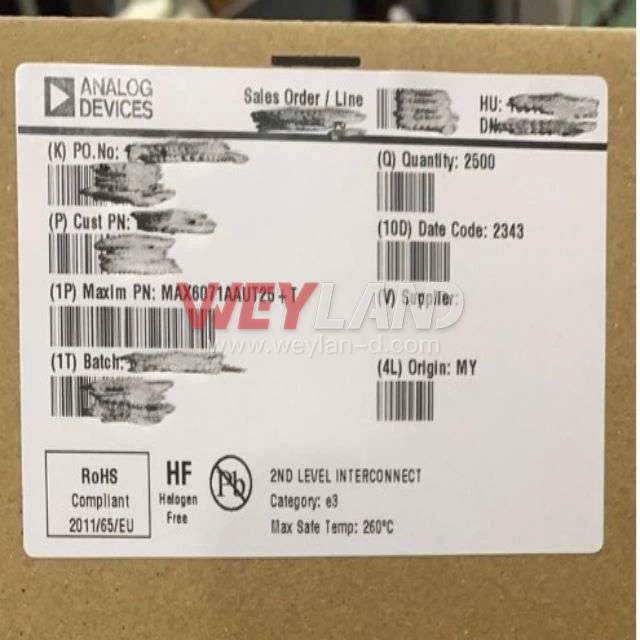 ANALOG
DEVICES
Sales Order / Line
HU:
DN:
(K) PO.No:
(Q) Quantity: 2500
(P) Cust PN:
(10D) Date Code: 2343
(1P) Maxim PN: MAX6071AAUT25+T
(V) Supplier:
WEYLAND
www.weylan-d.com
(1T) Batch:
(4L) Origin: MY
RoHS
Compliant
2011/65/EU
HF
Halogen
Free
Pb
2ND LEVEL INTERCONNECT
Category: e3
Max Safe Temp: 260°C